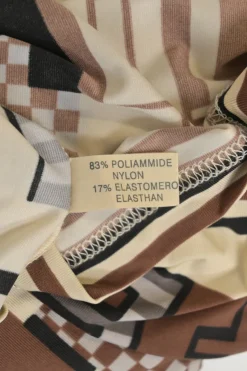 83% POLIAMMIDE
NYLON
17% ELASTOMERO
ELASTHAN